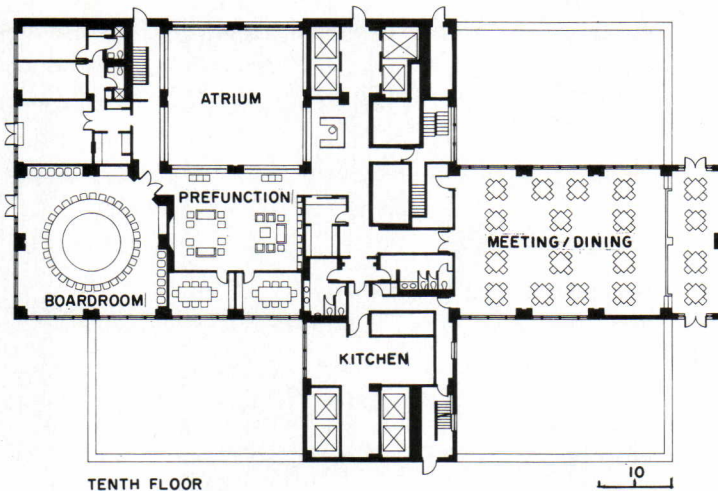 ATRIUM
PREFUNCTION
MEETING/DINING
BOARDROOM
KITCHEN
TENTH FLOOR
10